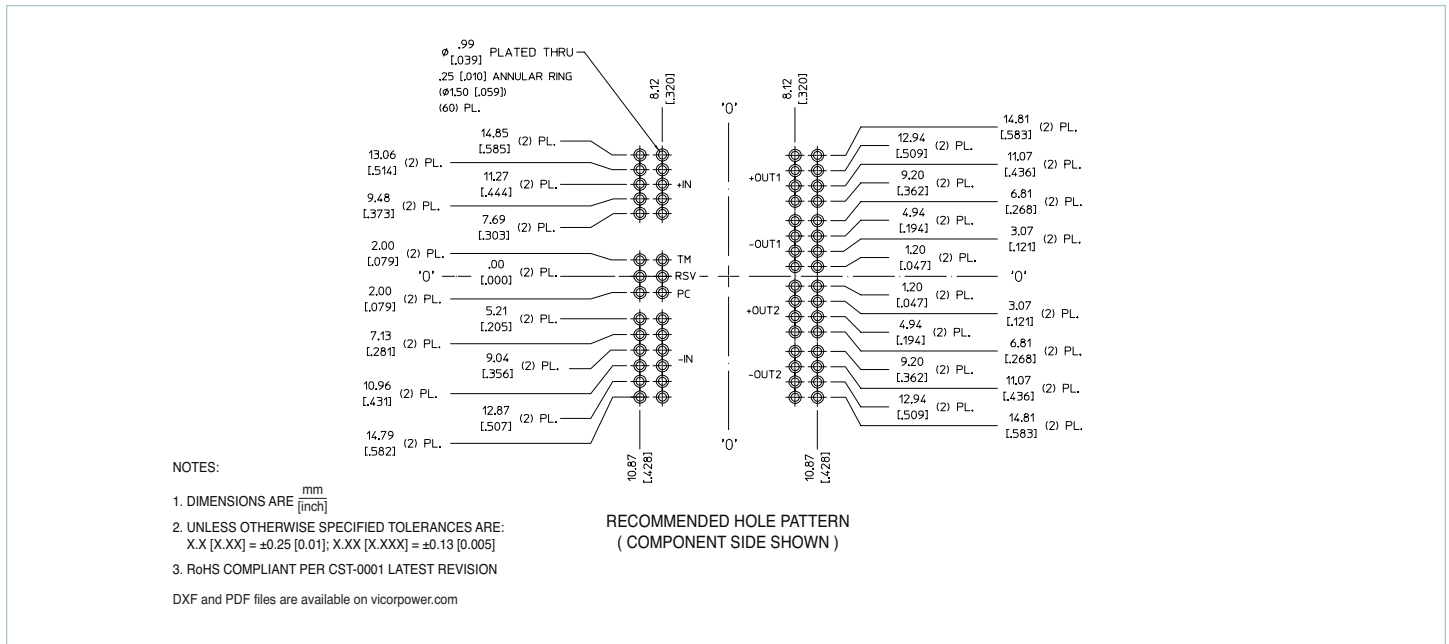 ø .99 PLATED THRU
[.039]
.25 [.010] ANNULAR RING
(ø1.50 [.059])
(60) PL.
8.12
[.320]
'0'
8.12
[.320]
14.85 (2) PL.
[.585]
13.06 (2) PL.
[.514]
11.27 (2) PL.
[.444]
9.48 (2) PL.
[.373]
7.69 (2) PL.
[.303]
2.00 (2) PL.
[.079]
'0'
.00 (2) PL.
[.000]
2.00 (2) PL.
[.079]
5.21 (2) PL.
[.205]
7.13 (2) PL.
[.281]
9.04 (2) PL.
[.356]
10.96 (2) PL.
[.431]
12.87 (2) PL.
[.507]
14.79 (2) PL.
[.582]
+IN
TM
RSV
PC
-IN
10.87
[.428]
'0'
10.87
[.428]
+OUT1
-OUT1
+OUT2
-OUT2
14.81 (2) PL.
[.583]
12.94 (2) PL.
[.509]
11.07 (2) PL.
[.436]
9.20 (2) PL.
[.362]
6.81 (2) PL.
[.268]
4.94 (2) PL.
[.194]
3.07 (2) PL.
[.121]
1.20 (2) PL.
[.047]
'0'
1.20 (2) PL.
[.047]
3.07 (2) PL.
[.121]
4.94 (2) PL.
[.194]
6.81 (2) PL.
[.268]
9.20 (2) PL.
[.362]
11.07 (2) PL.
[.436]
12.94 (2) PL.
[.509]
14.81 (2) PL.
[.583]
NOTES:
1. DIMENSIONS ARE mm
[inch]
2. UNLESS OTHERWISE SPECIFIED TOLERANCES ARE:
X.X [X.XX] = ±0.25 [0.01]; X.XX [X.XXX] = ±0.13 [0.005]
3. RoHS COMPLIANT PER CST-0001 LATEST REVISION
DXF and PDF files are available on vicorpower.com
RECOMMENDED HOLE PATTERN
( COMPONENT SIDE SHOWN )